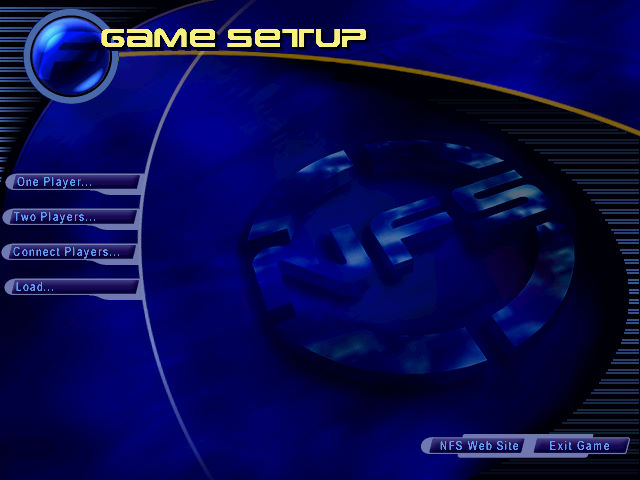 GAME SETUP
One Player...
Two Players...
Connect Players...
Load...
NFS
NFS Web Site
Exit Game